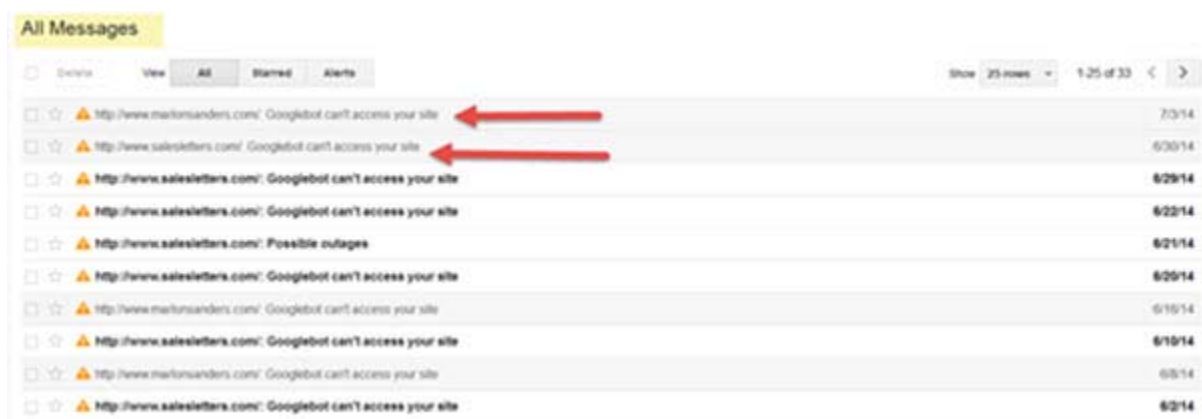 All Messages
Delete View All Starred Alerts Show 25 rows 1-25 of 33
http://www.marlonsanders.com/: Googlebot can't access your site 7/3/14
http://www.salesletters.com/: Googlebot can't access your site 6/30/14
http://www.salesletters.com/: Googlebot can't access your site 6/29/14
http://www.salesletters.com/: Googlebot can't access your site 6/22/14
http://www.salesletters.com/: Possible outages 6/21/14
http://www.salesletters.com/: Googlebot can't access your site 6/20/14
http://www.marlonsanders.com/: Googlebot can't access your site 6/16/14
http://www.salesletters.com/: Googlebot can't access your site 6/10/14
http://www.marlonsanders.com/: Googlebot can't access your site 6/8/14
http://www.salesletters.com/: Googlebot can't access your site 6/2/14